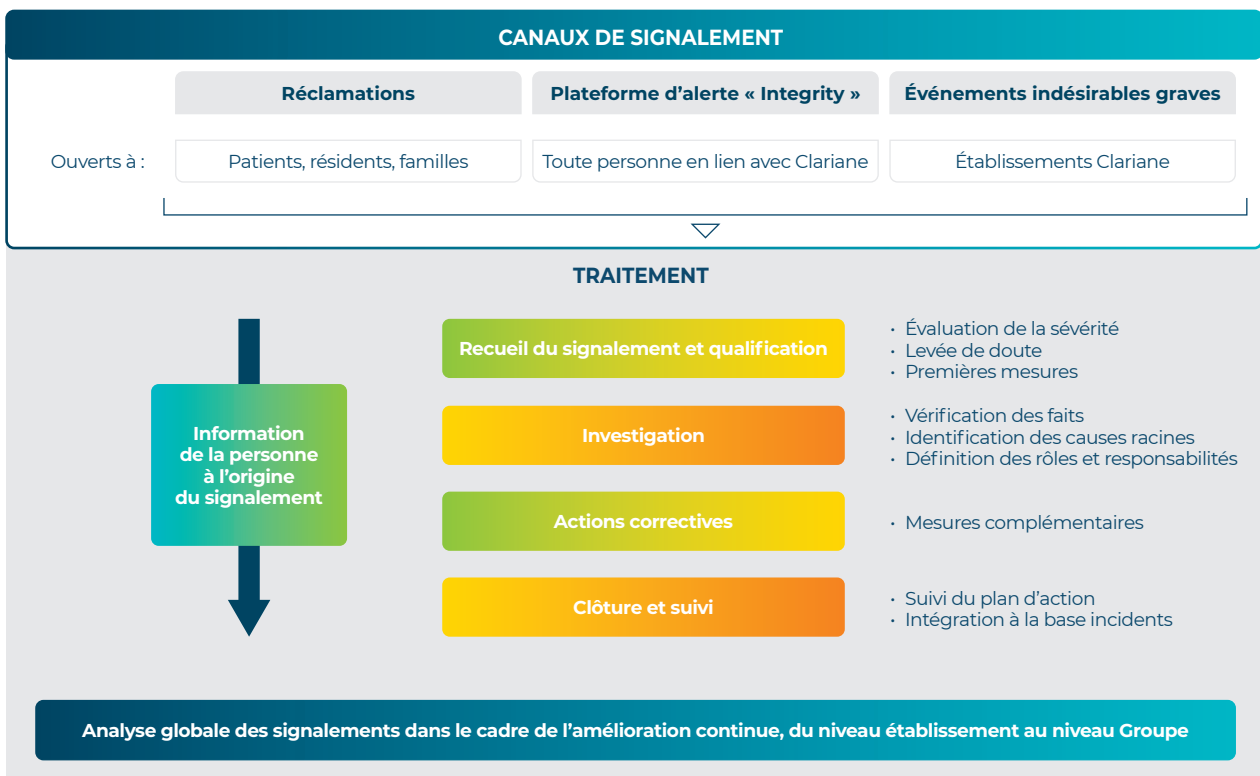 CANAUX DE SIGNALEMENT
Réclamations
Plateforme d’alerte « Integrity »
Événements indésirables graves
Ouverts à :
Patients, résidents, familles
Toute personne en lien avec Clariane
Établissements Clariane
TRAITEMENT
Information
de la personne
à l’origine
du signalement
Recueil du signalement et qualification
• Évaluation de la sévérité
• Levée de doute
• Premières mesures
Investigation
• Vérification des faits
• Identification des causes racines
• Définition des rôles et responsabilités
Actions correctives
• Mesures complémentaires
Clôture et suivi
• Suivi du plan d’action
• Intégration à la base incidents
Analyse globale des signalements dans le cadre de l’amélioration continue, du niveau établissement au niveau Groupe